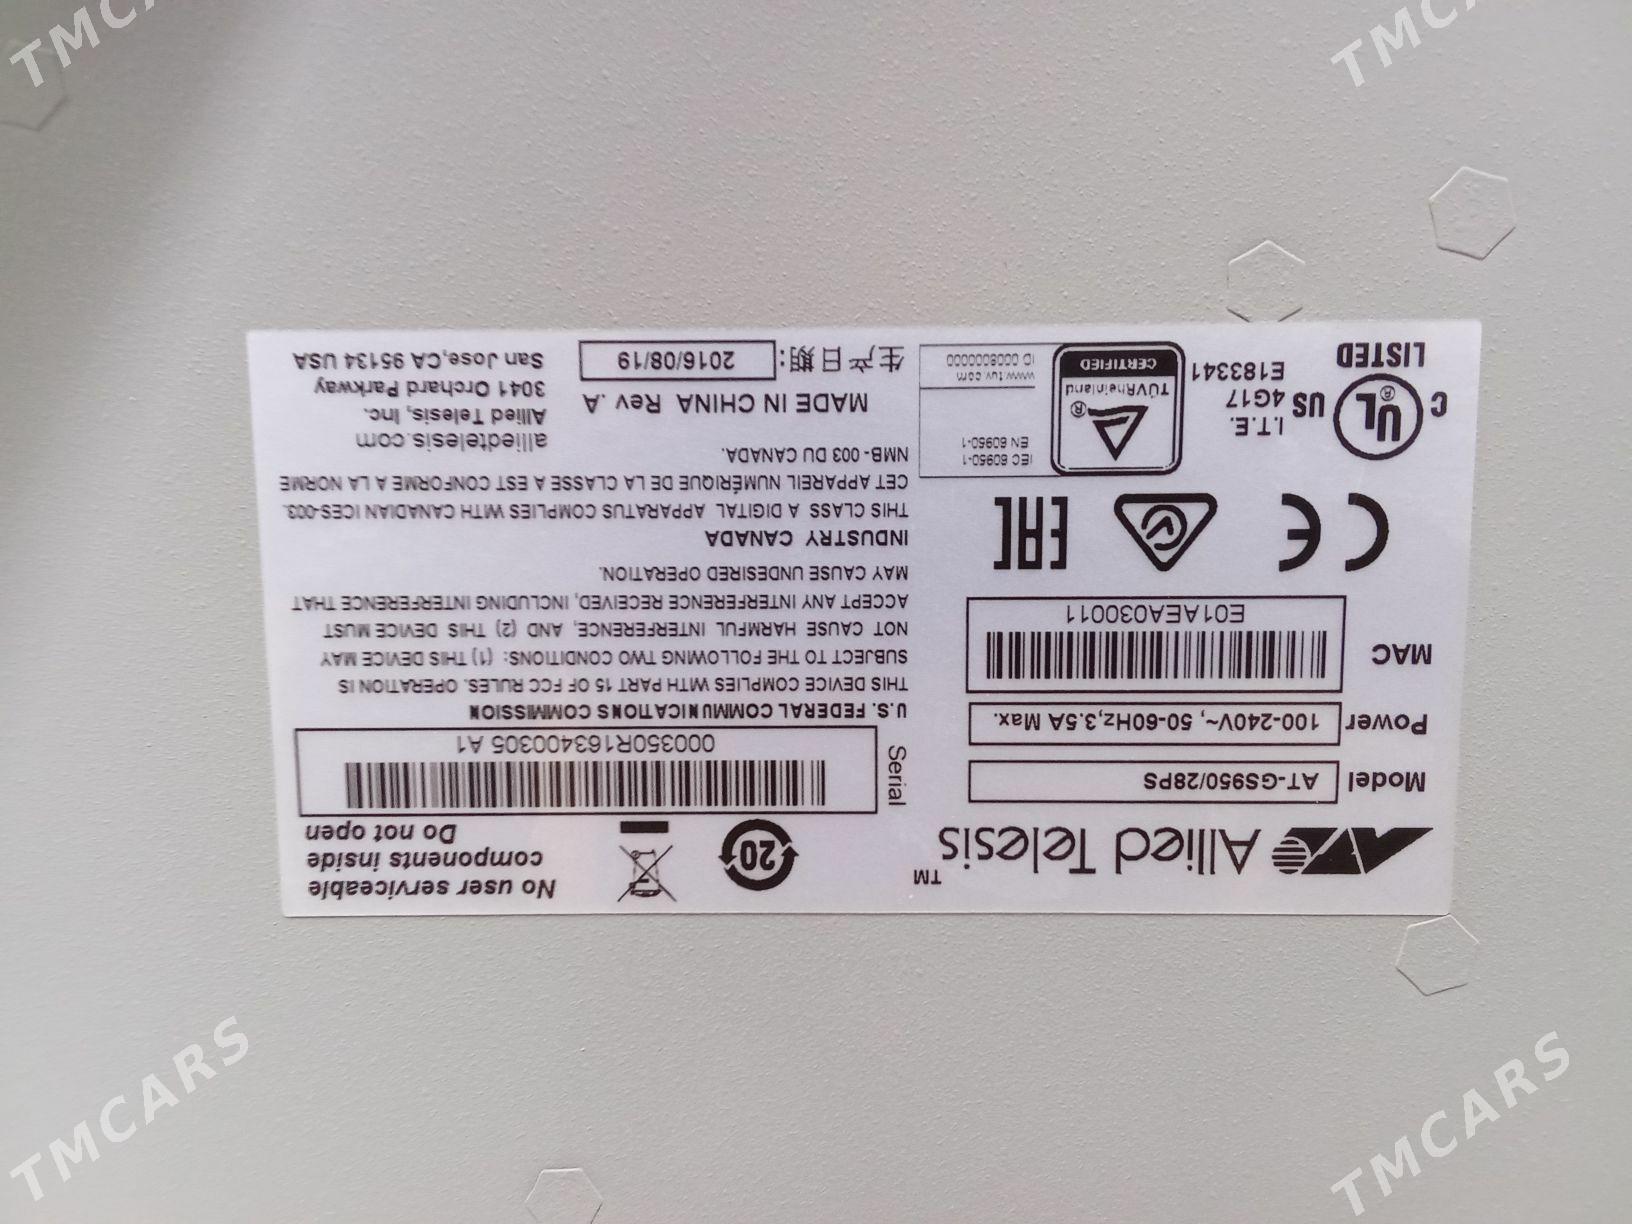 Allied Telesis™
Model AT-GS950/28PS
Power 100-240V~, 50-60Hz,3.5A Max.
MAC
E01AEA030011
CE
EAC
C UL® US
LISTED
I.T.E.
4G17
E183341
IEC 60950-1
EN 60950-1
www.tuv.com
ID 0008000000
®
TÜVRheinland
CERTIFIED
20
No user serviceable
components inside
Do not open
Serial
000350R163400305 A1
U.S. FEDERAL COMMUNICATIONS COMMISSION
THIS DEVICE COMPLIES WITH PART 15 OF FCC RULES. OPERATION IS
SUBJECT TO THE FOLLOWING TWO CONDITIONS: (1) THIS DEVICE MAY
NOT CAUSE HARMFUL INTERFERENCE, AND (2) THIS DEVICE MUST
ACCEPT ANY INTERFERENCE RECEIVED, INCLUDING INTERFERENCE THAT
MAY CAUSE UNDESIRED OPERATION.
INDUSTRY CANADA
THIS CLASS A DIGITAL APPARATUS COMPLIES WITH CANADIAN ICES-003.
CET APPAREIL NUMÉRIQUE DE LA CLASSE A EST CONFORME A LA NORME
NMB-003 DU CANADA.
MADE IN CHINA Rev.A
生产日期: 2016/08/19
alliedtelesis.com
Allied Telesis, Inc.
3041 Orchard Parkway
San Jose,CA 95134 USA
TMCARS
TMCARS
TMCARS
TMCARS